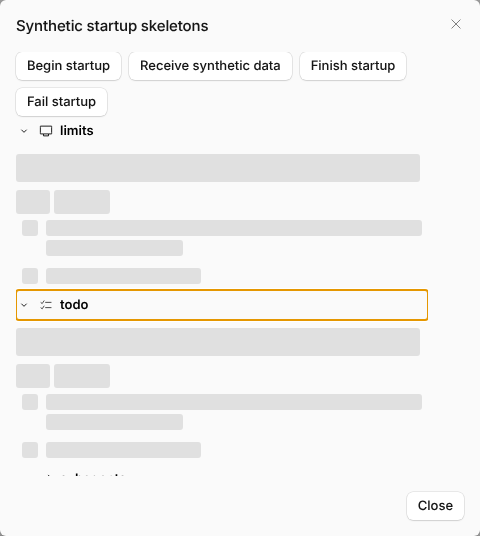 Synthetic startup skeletons
Begin startup
Receive synthetic data
Finish startup
Fail startup
limits
todo
Close